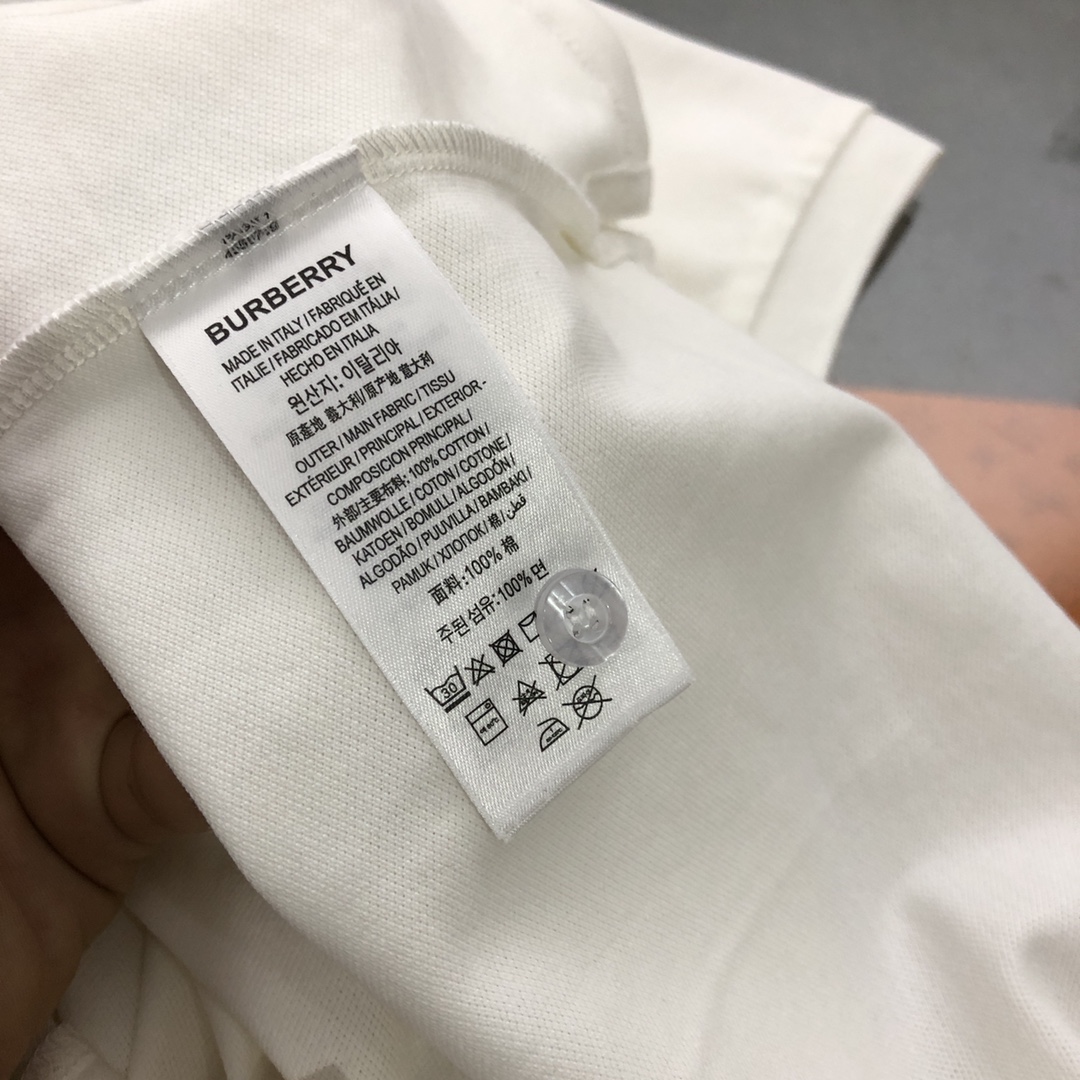 BURBERRY
MADE IN ITALY / FABRIQUÉ EN
ITALIE / FABRICADO EM ITÁLIA /
HECHO EN ITALIA
원산지: 이탈리아
原產地 義大利/原产地 意大利
OUTER / MAIN FABRIC / TISSU
EXTÉRIEUR / PRINCIPAL / EXTERIOR -
COMPOSICION PRINCIPAL /
外部/主要布料: 100% COTTON /
BAUMWOLLE / COTON / COTONE /
KATOEN / BOMULL / ALGODÓN /
ALGODÃO / PUUVILLA / BAMBAKI /
PAMUK / ХЛОПОК / 棉 / قطن
面料:100% 棉
주된 섬유:100% 면
30